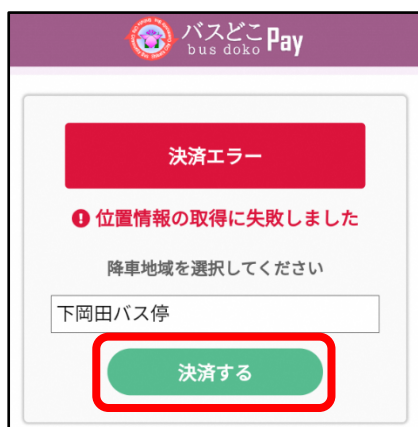 バスどこ Pay
bus doko
決済エラー
位置情報の取得に失敗しました
降車地域を選択してください
下岡田バス停
決済する